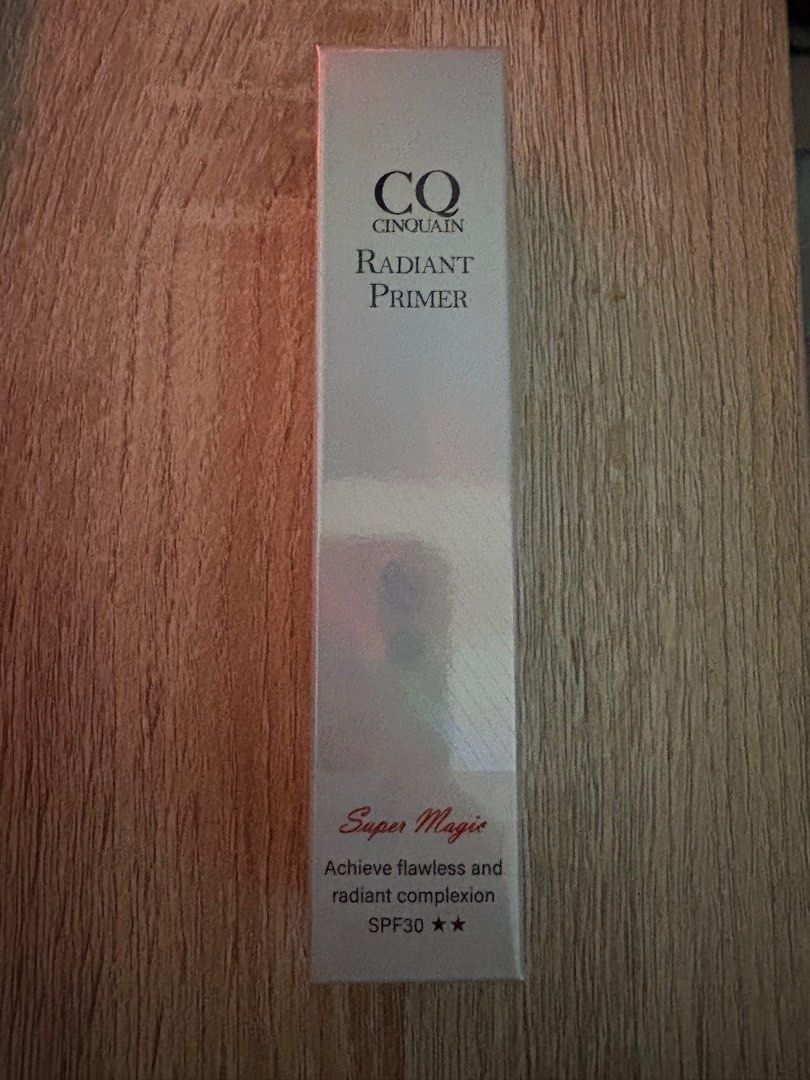 CQ
CINQUAIN
RADIANT
PRIMER
Super Magic
Achieve flawless and
radiant complexion
SPF30 ★★